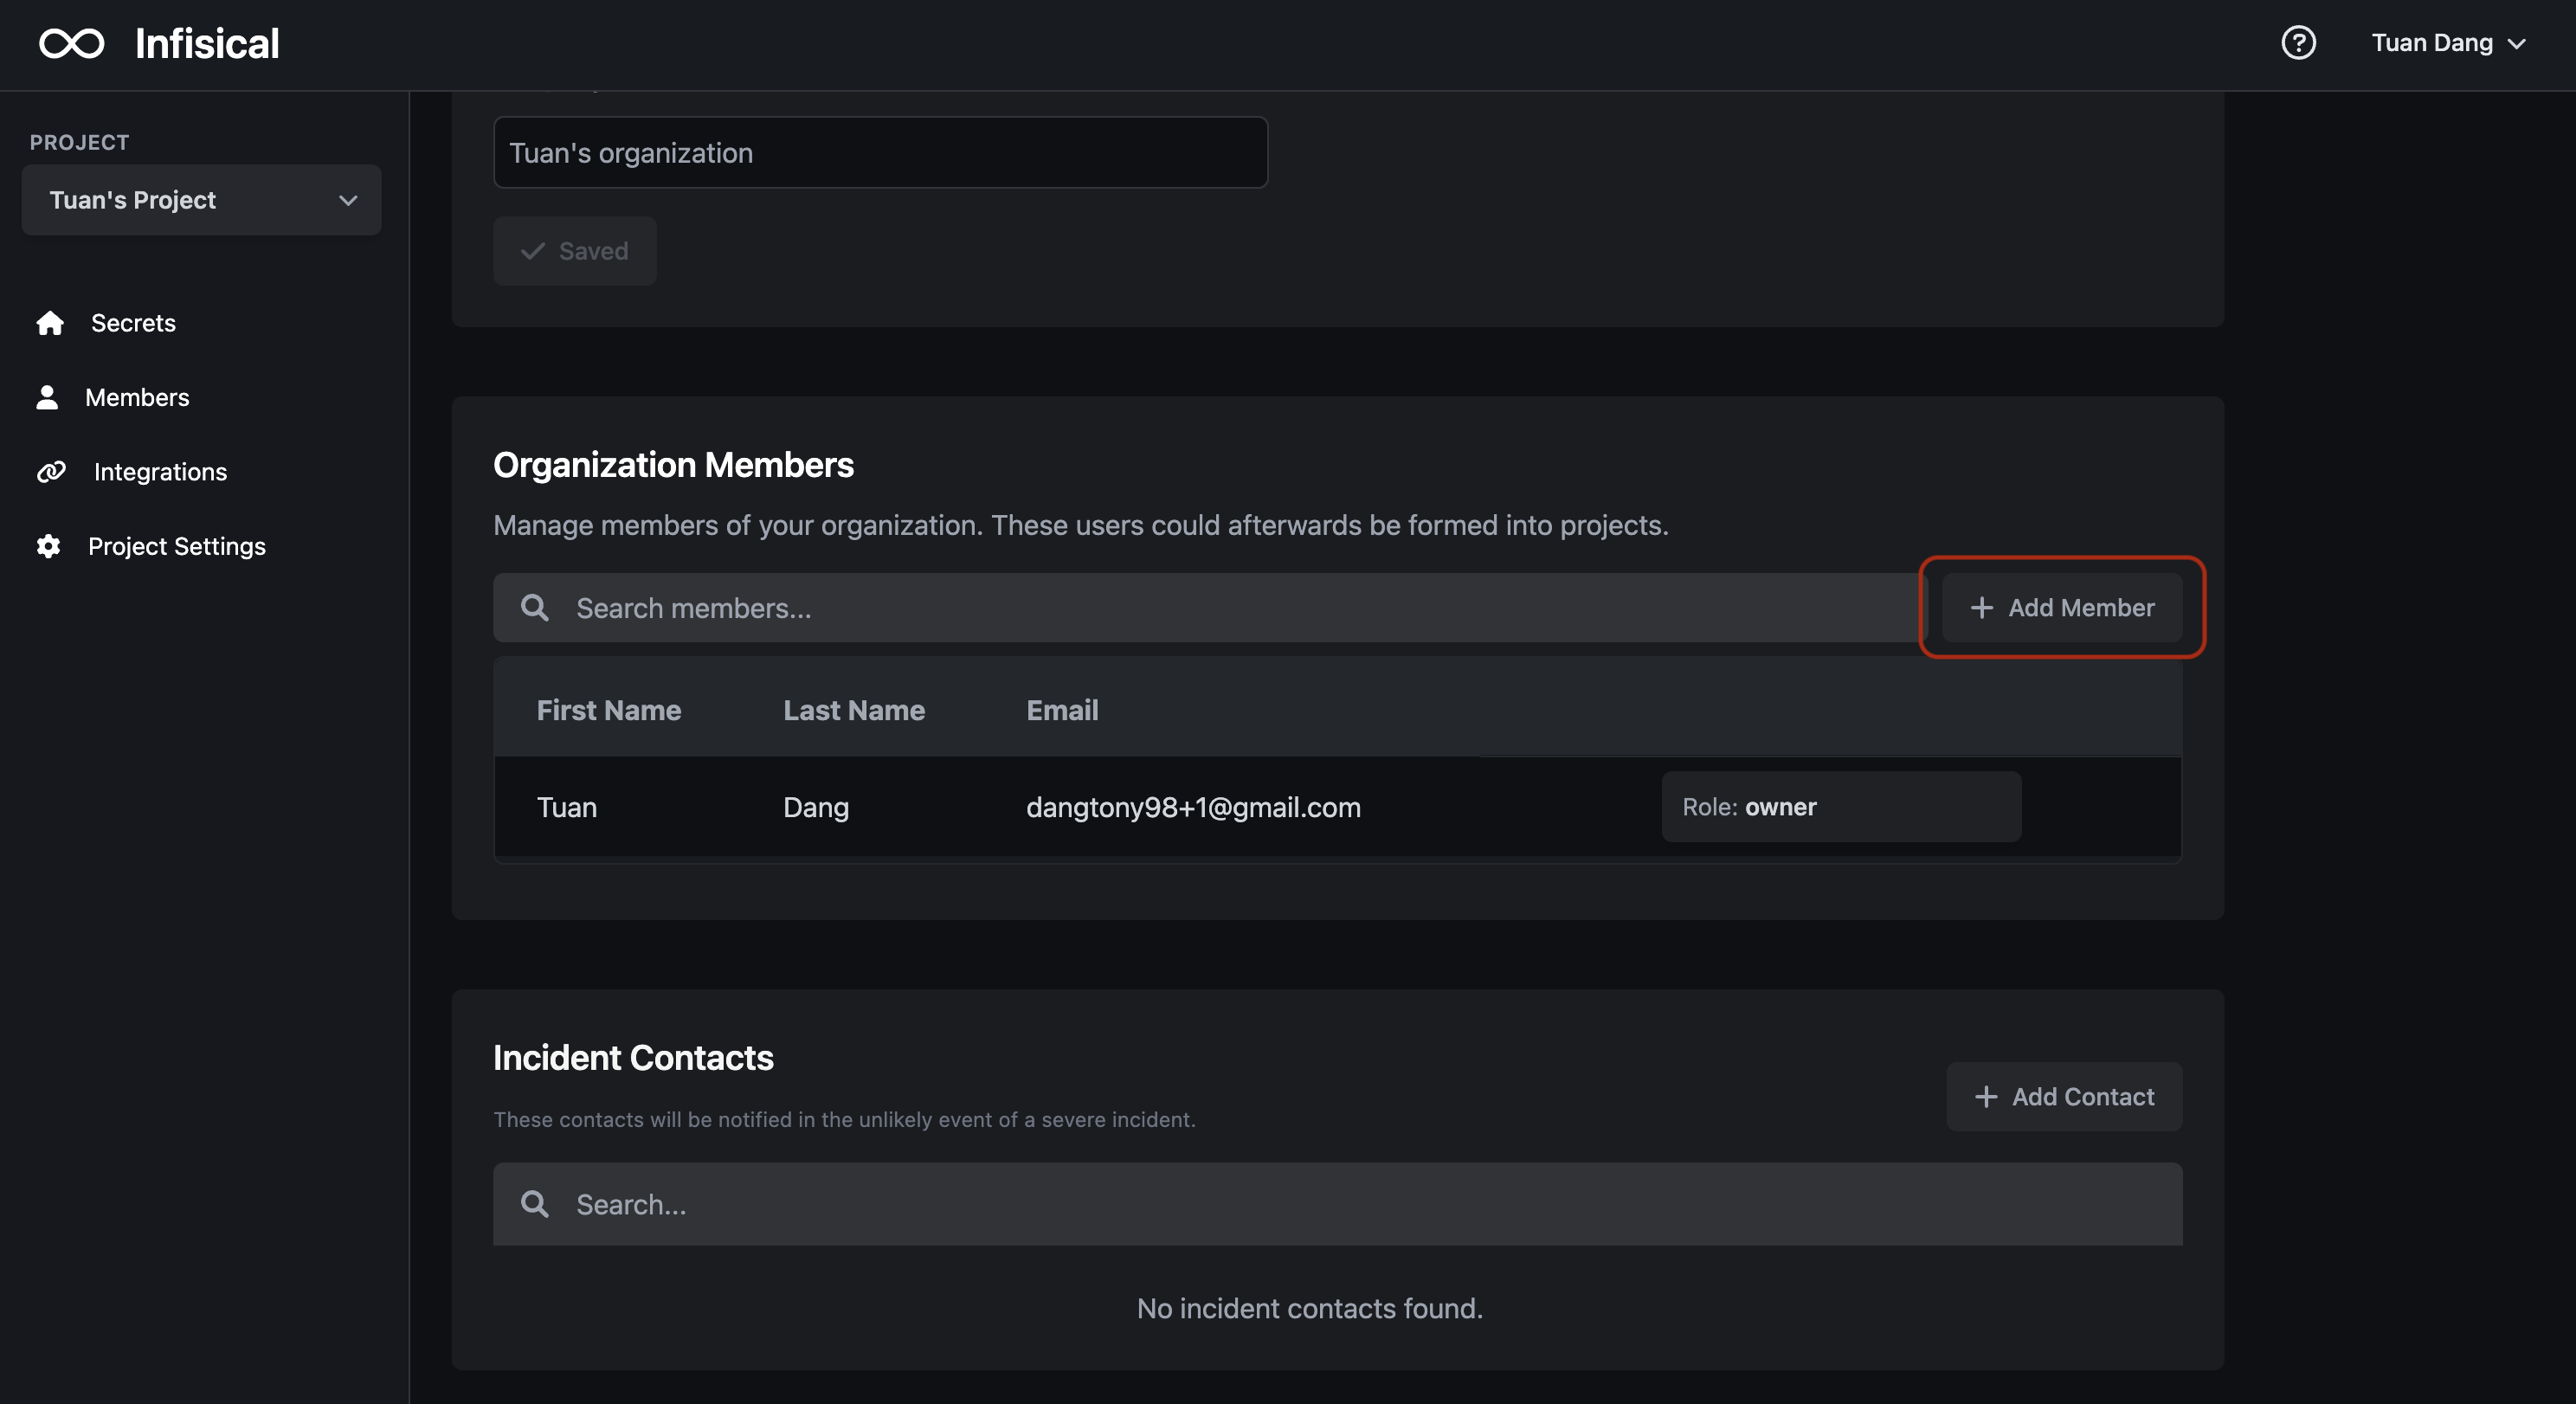 Infisical
Tuan Dang
PROJECT
Tuan's Project
Secrets
Members
Integrations
Project Settings
Tuan's organization
Saved
Organization Members
Manage members of your organization. These users could afterwards be formed into projects.
Search members...
Add Member
First Name Last Name Email
Tuan Dang dangtony98+1@gmail.com Role: owner
Incident Contacts
These contacts will be notified in the unlikely event of a severe incident.
Add Contact
Search...
No incident contacts found.